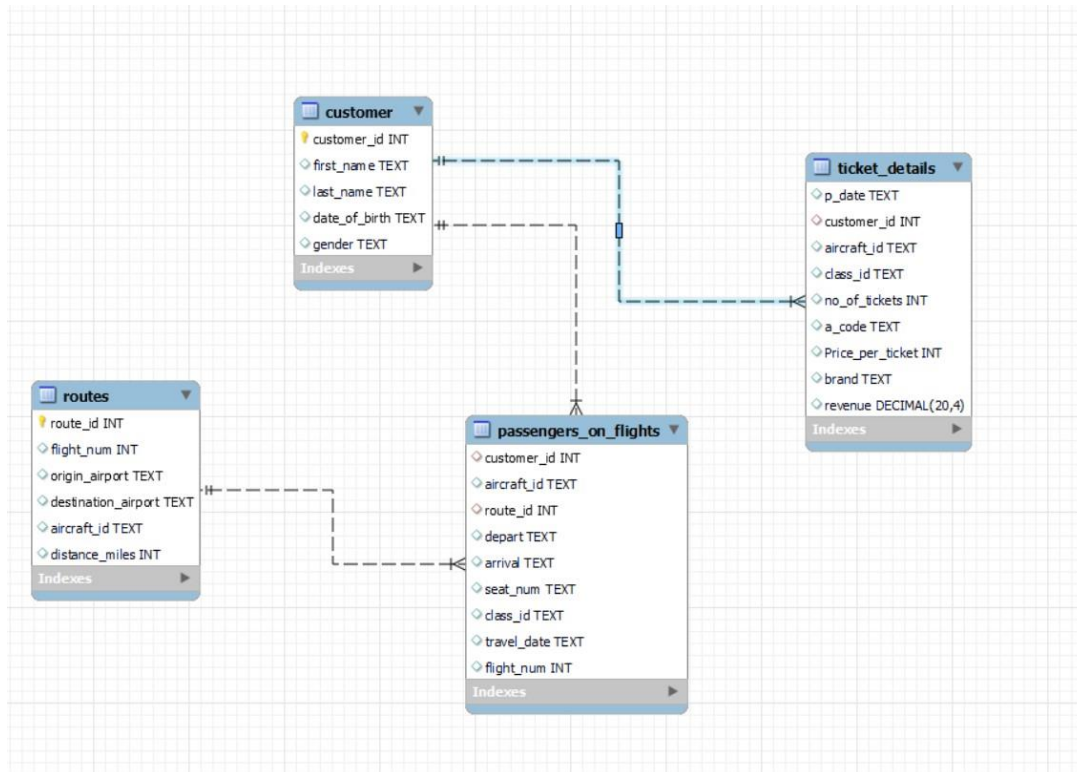 customer
customer_id INT
first_name TEXT
last_name TEXT
date_of_birth TEXT
gender TEXT
Indexes
ticket_details
p_date TEXT
customer_id INT
aircraft_id TEXT
class_id TEXT
no_of_tickets INT
a_code TEXT
Price_per_ticket INT
brand TEXT
revenue DECIMAL(20,4)
Indexes
routes
route_id INT
flight_num INT
origin_airport TEXT
destination_airport TEXT
aircraft_id TEXT
distance_miles INT
Indexes
passengers_on_flights
customer_id INT
aircraft_id TEXT
route_id INT
depart TEXT
arrival TEXT
seat_num TEXT
class_id TEXT
travel_date TEXT
flight_num INT
Indexes